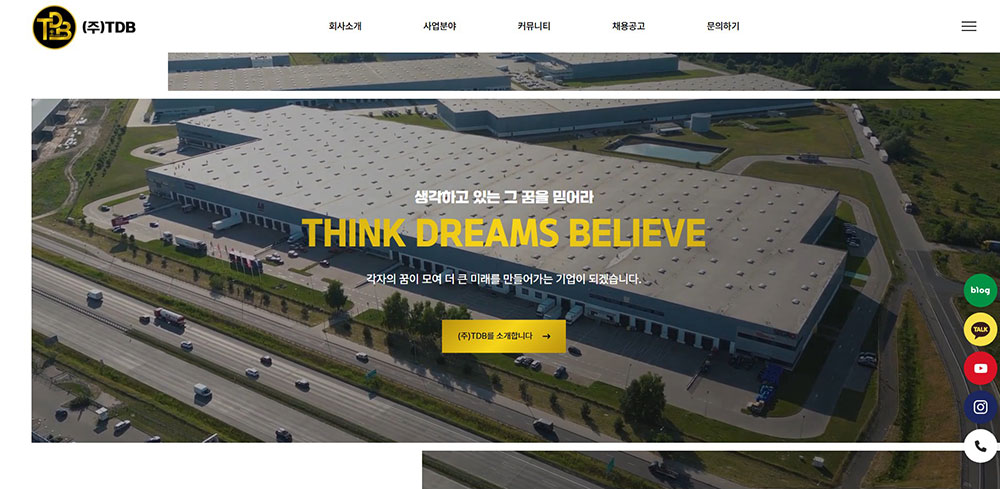 TDB
(주)TDB
회사소개
사업분야
커뮤니티
채용공고
문의하기
생각하고 있는 그 꿈을 믿어라
THINK DREAMS BELIEVE
각자의 꿈이 모여 더 큰 미래를 만들어가는 기업이 되겠습니다.
(주)TDB를 소개합니다 →
blog
TALK